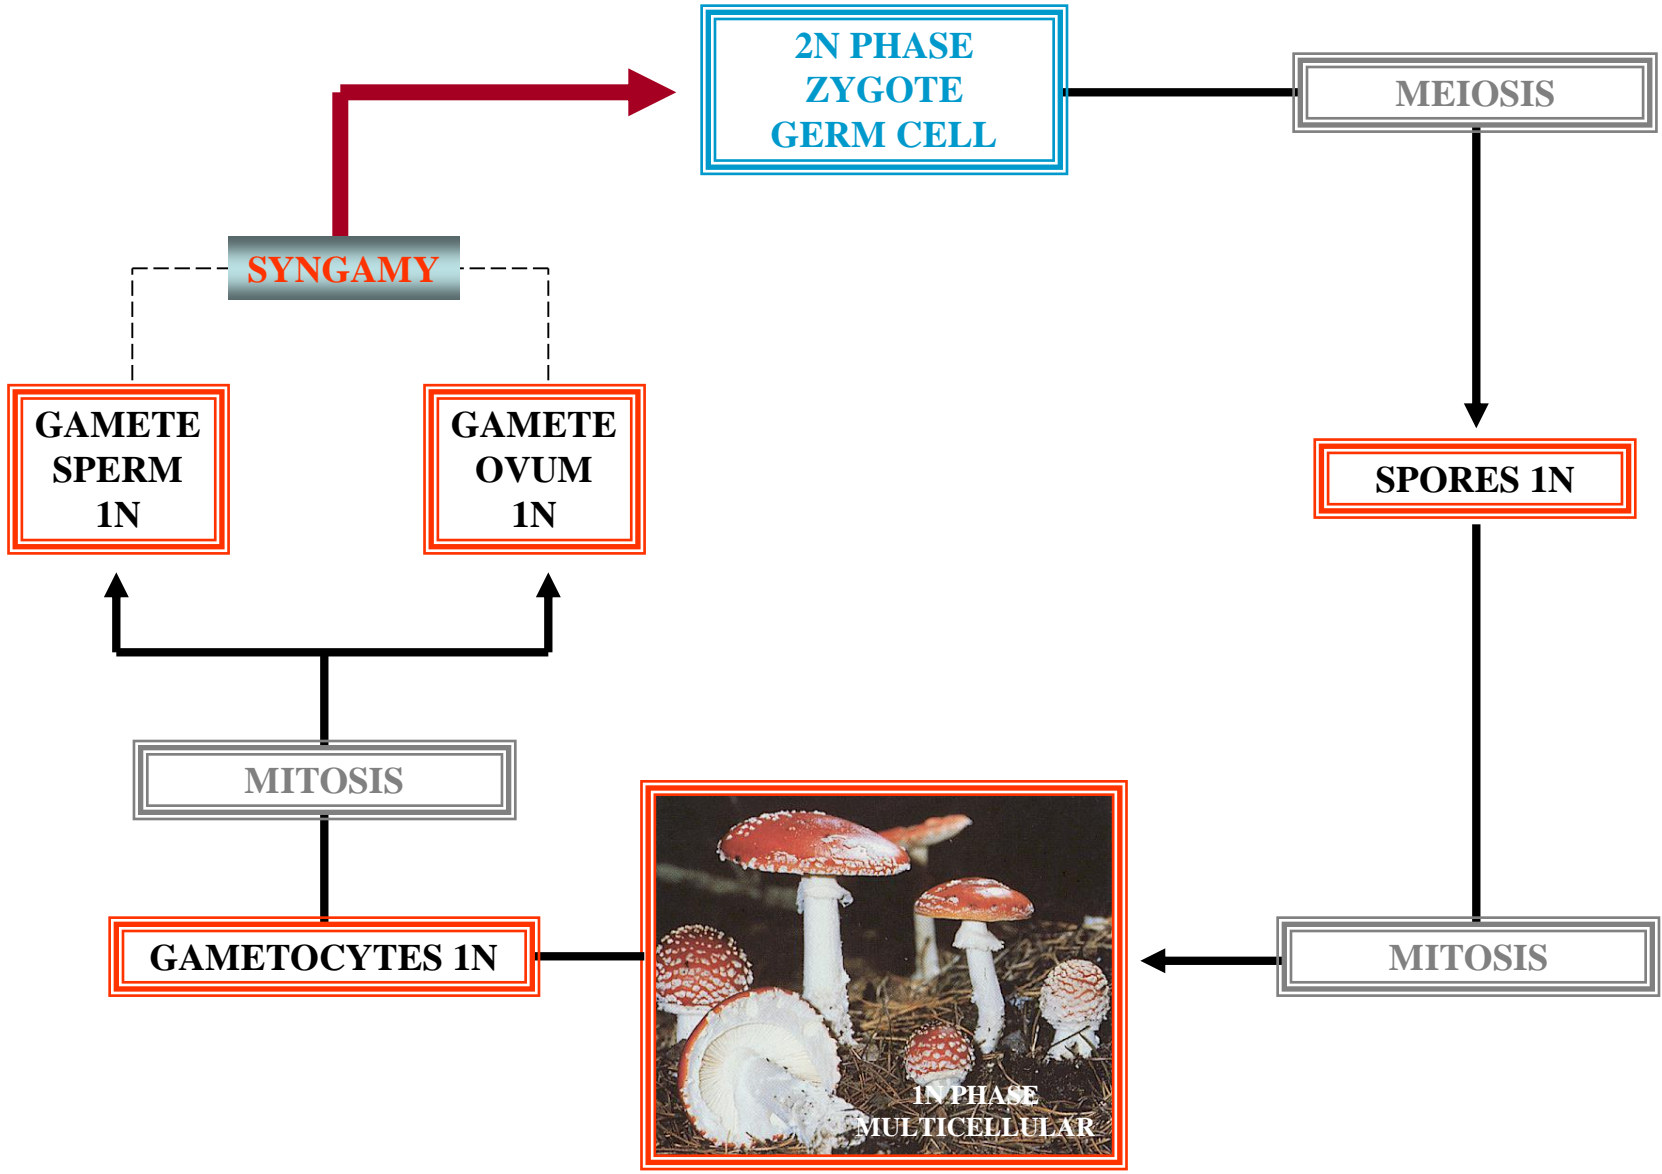 2N PHASE
ZYGOTE
GERM CELL
MEIOSIS
SYNGAMY
GAMETE
SPERM
1N
GAMETE
OVUM
1N
SPORES 1N
MITOSIS
GAMETOCYTES 1N
MITOSIS
1N PHASE
MULTICELLULAR